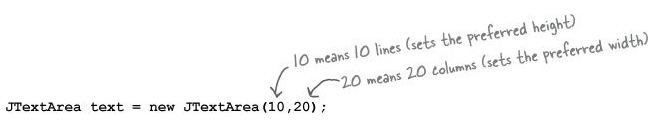 10 means 10 lines (sets the preferred height)
20 means 20 columns (sets the preferred width)
JTextArea text = new JTextArea(10,20);